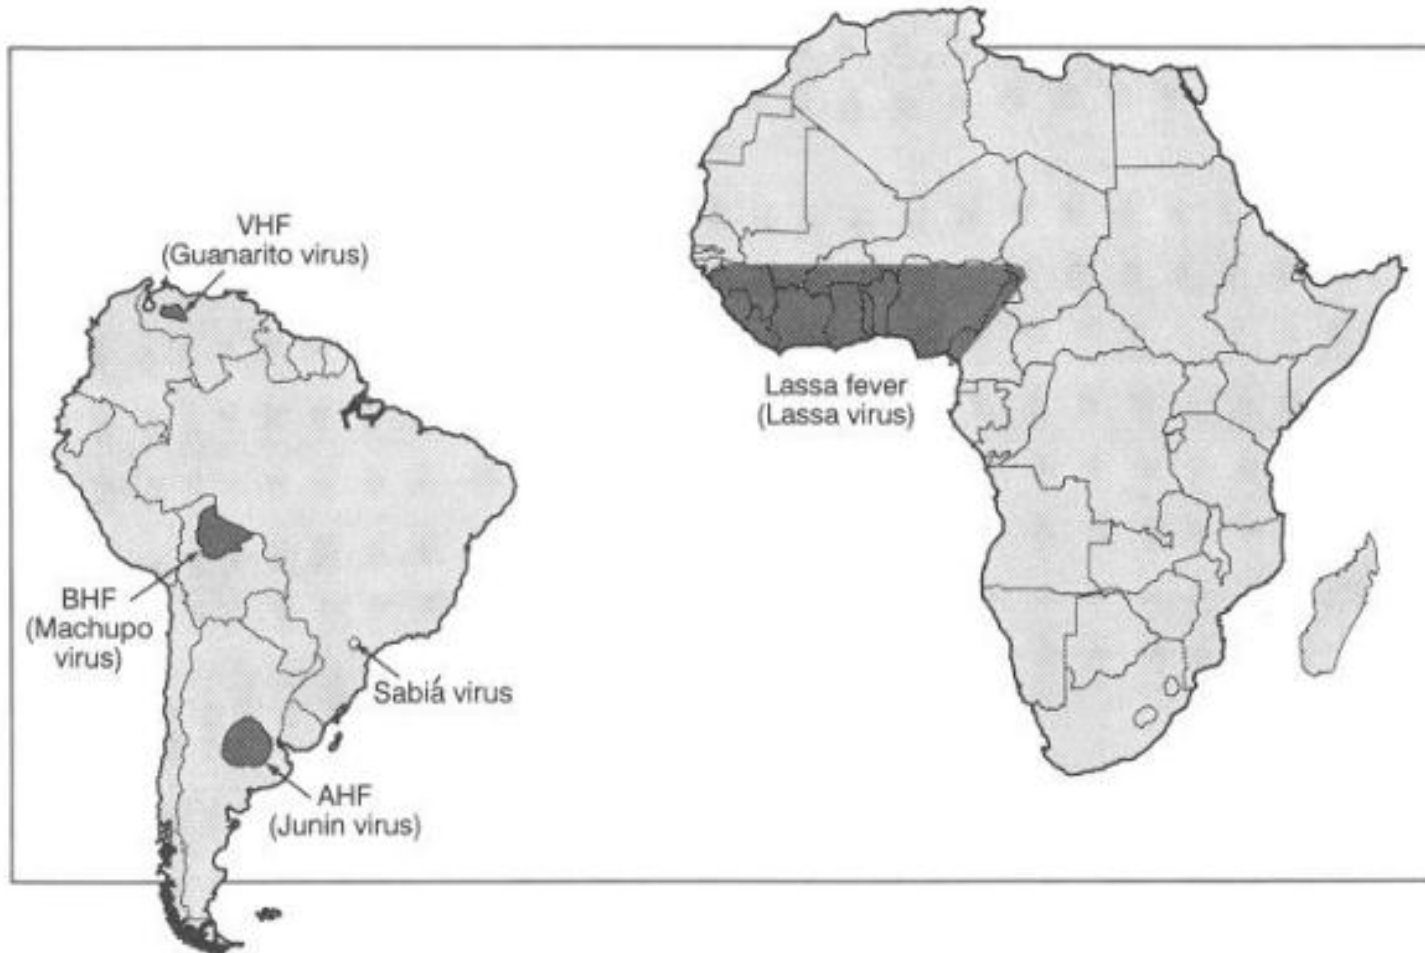 VHF
(Guanarito virus)
Lassa fever
(Lassa virus)
BHF
(Machupo
virus)
Sabiá virus
AHF
(Junin virus)